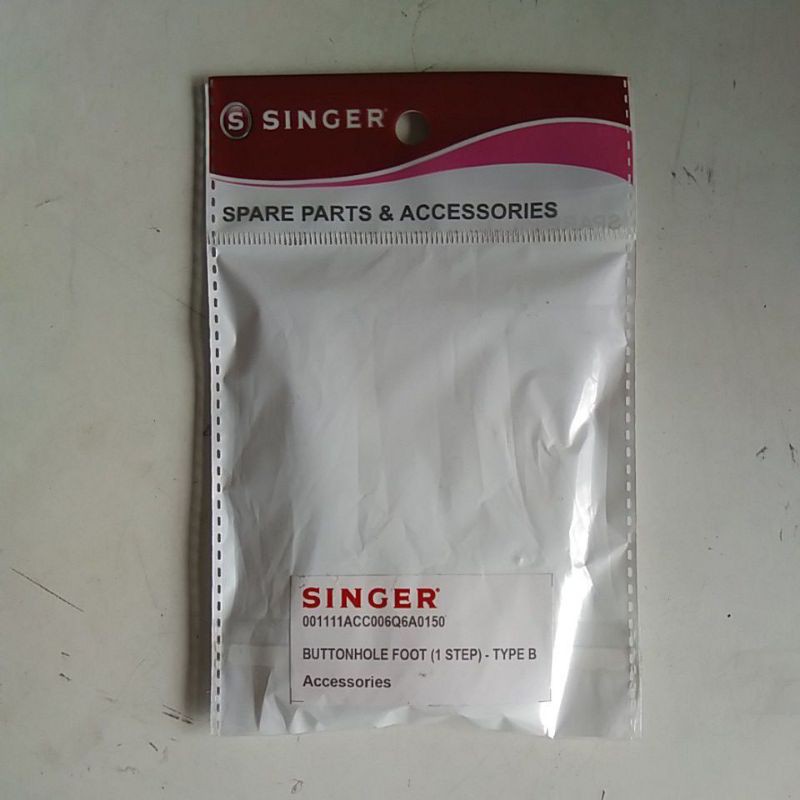 S SINGER®
SPARE PARTS & ACCESSORIES
SINGER®
001111ACC006Q6A0150
BUTTONHOLE FOOT (1 STEP) - TYPE B
Accessories